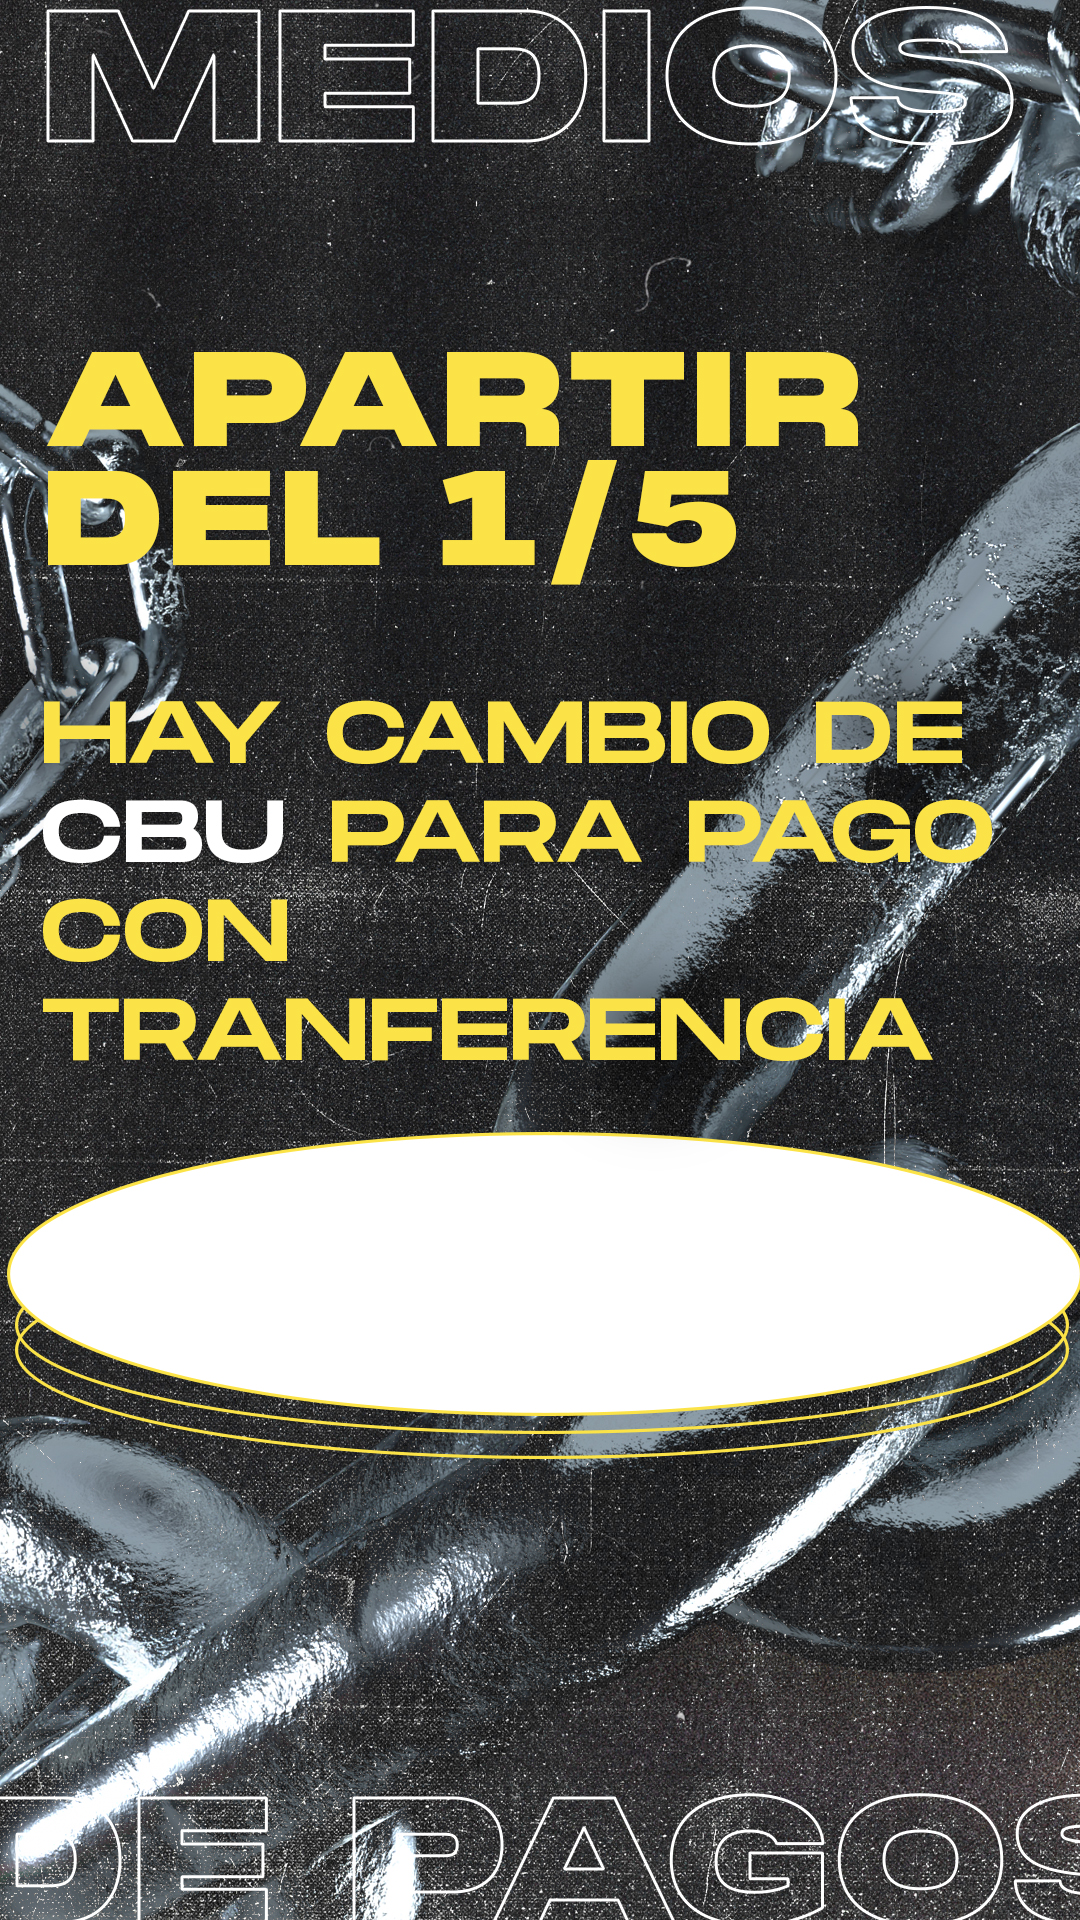 MEDIOS
APARTIR
DEL 1/5
HAY CAMBIO DE
CBU PARA PAGO
CON
TRANFERENCIA
DE PAGOS